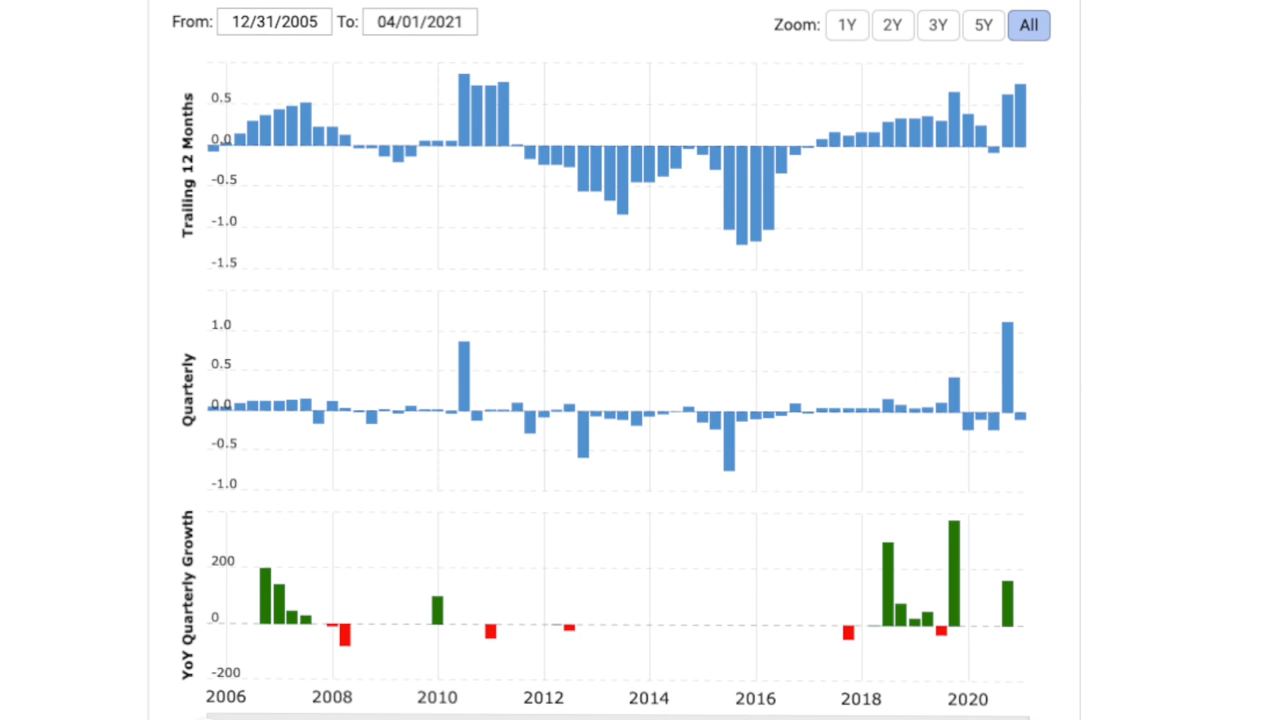 From: 12/31/2005 To: 04/01/2021 Zoom: 1Y 2Y 3Y 5Y All
Trailing 12 Months
0.5
0.0
-0.5
-1.0
-1.5
Quarterly
1.0
0.5
0.0
-0.5
-1.0
YoY Quarterly Growth
200
0
-200
2006 2008 2010 2012 2014 2016 2018 2020